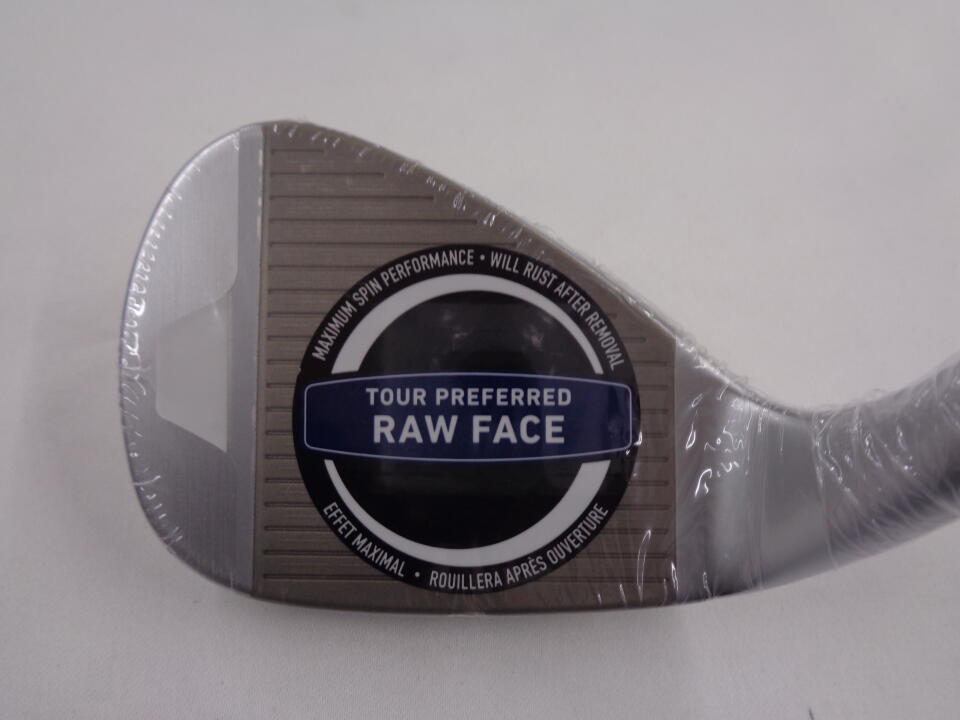 MAXIMUM SPIN PERFORMANCE • WILL RUST AFTER REMOVAL
TOUR PREFERRED
RAW FACE
EFFET MAXIMAL • ROUILLERA APRÈS OUVERTURE